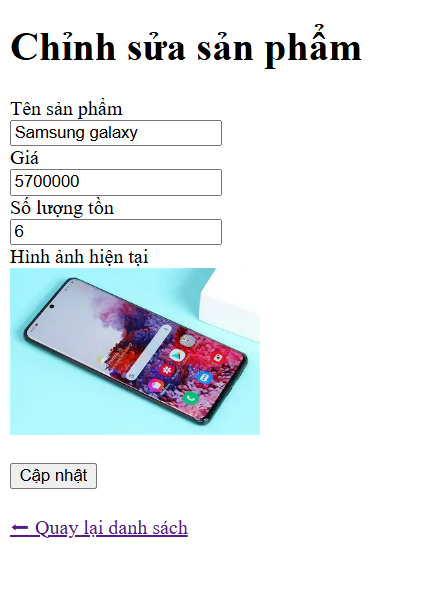 Chỉnh sửa sản phẩm
Tên sản phẩm
Samsung galaxy
Giá
5700000
Số lượng tồn
6
Hình ảnh hiện tại
Cập nhật
⬅ Quay lại danh sách